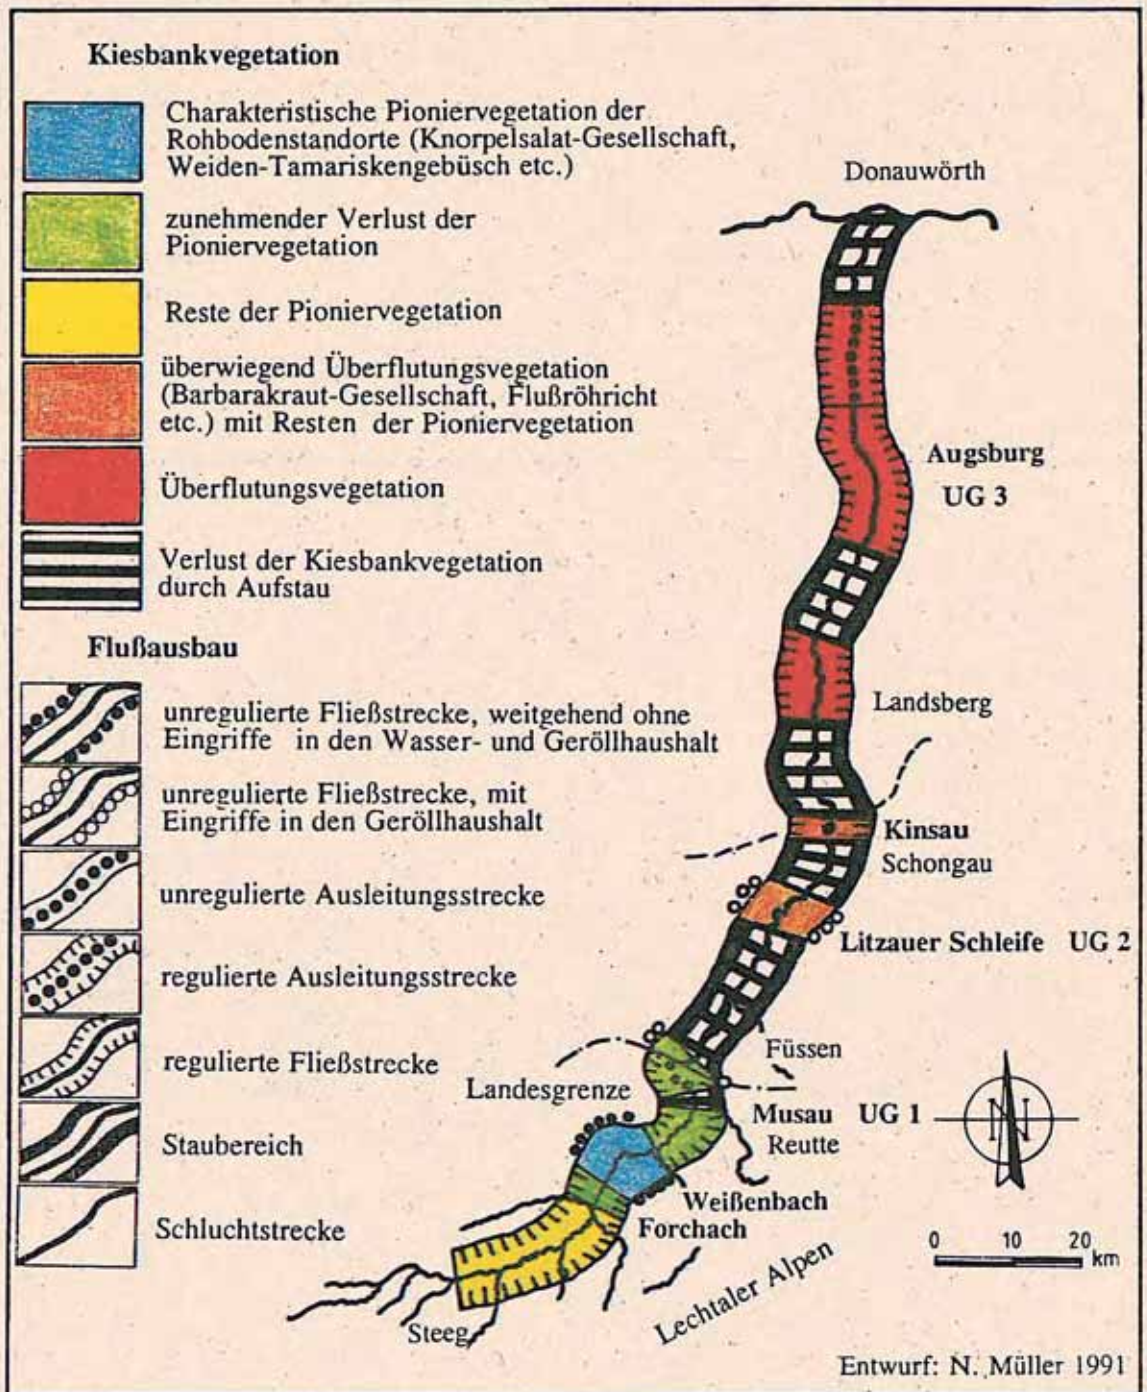 Kiesbankvegetation
Charakteristische Pioniervegetation der
Rohbodenstandorte (Knorpelsalat-Gesellschaft,
Weiden-Tamariskengebüsch etc.)
zunehmender Verlust der
Pioniervegetation
Reste der Pioniervegetation
überwiegend Überflutungsvegetation
(Barbarakraut-Gesellschaft, Flußröhricht
etc.) mit Resten der Pioniervegetation
Überflutungsvegetation
Verlust der Kiesbankvegetation
durch Aufstau
Flußausbau
unregulierte Fließstrecke, weitgehend ohne
Eingriffe in den Wasser- und Geröllhaushalt
unregulierte Fließstrecke, mit
Eingriffe in den Geröllhaushalt
unregulierte Ausleitungsstrecke
regulierte Ausleitungsstrecke
regulierte Fließstrecke
Staubereich
Schluchtstrecke
Donauwörth
Augsburg
UG 3
Landsberg
Kinsau
Schongau
Litzauer Schleife UG 2
Füssen
Landesgrenze
Musau UG 1
Reutte
Weißenbach
Forchach
Lechtaler Alpen
Steeg
N
0 10 20
km
Entwurf: N. Müller 1991